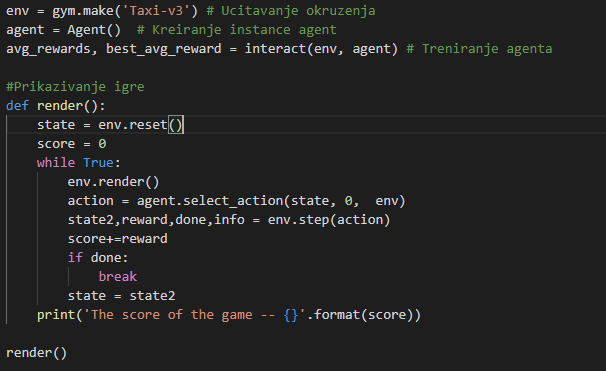 env = gym.make('Taxi-v3') # Ucitavanje okruzenja
agent = Agent()  # Kreiranje instance agent
avg_rewards, best_avg_reward = interact(env, agent) # Treniranje agenta

#Prikazivanje igre
def render():
    state = env.reset()
    score = 0
    while True:
        env.render()
        action = agent.select_action(state, 0,  env)
        state2,reward,done,info = env.step(action)
        score+=reward
        if done:
            break
        state = state2
    print('The score of the game -- {}'.format(score))

render()